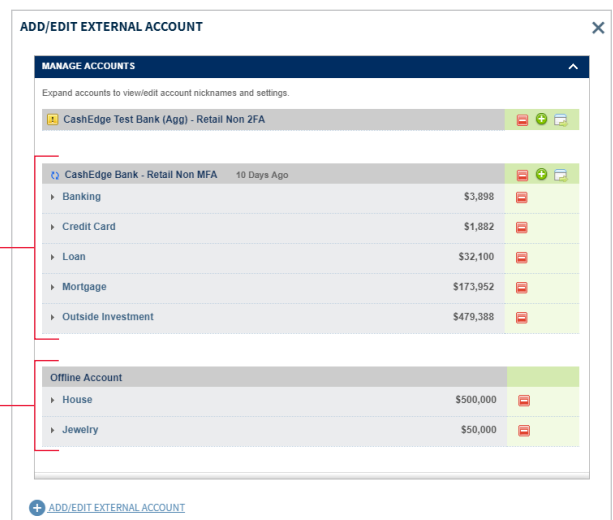 ADD/EDIT EXTERNAL ACCOUNT
MANAGE ACCOUNTS
Expand accounts to view/edit account nicknames and settings.
CashEdge Test Bank (Agg) - Retail Non 2FA
CashEdge Bank - Retail Non MFA 10 Days Ago
Banking $3,898
Credit Card $1,882
Loan $32,100
Mortgage $173,952
Outside Investment $479,388
Offline Account
House $500,000
Jewelry $50,000
ADD/EDIT EXTERNAL ACCOUNT